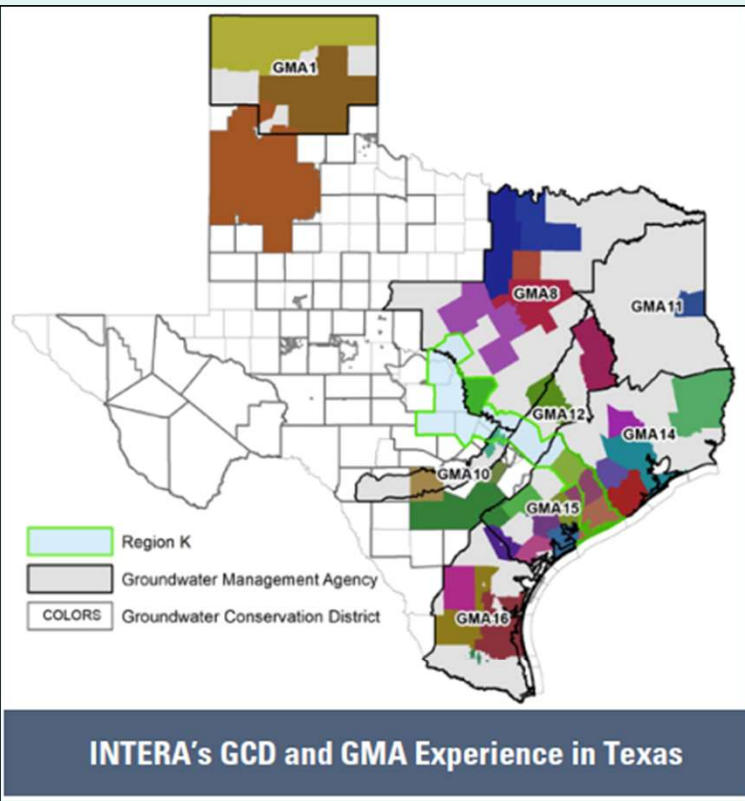 GMA1
GMA8
GMA11
GMA12
GMA14
GMA10
GMA15
GMA16
Region K
Groundwater Management Agency
COLORS Groundwater Conservation District
INTERA's GCD and GMA Experience in Texas